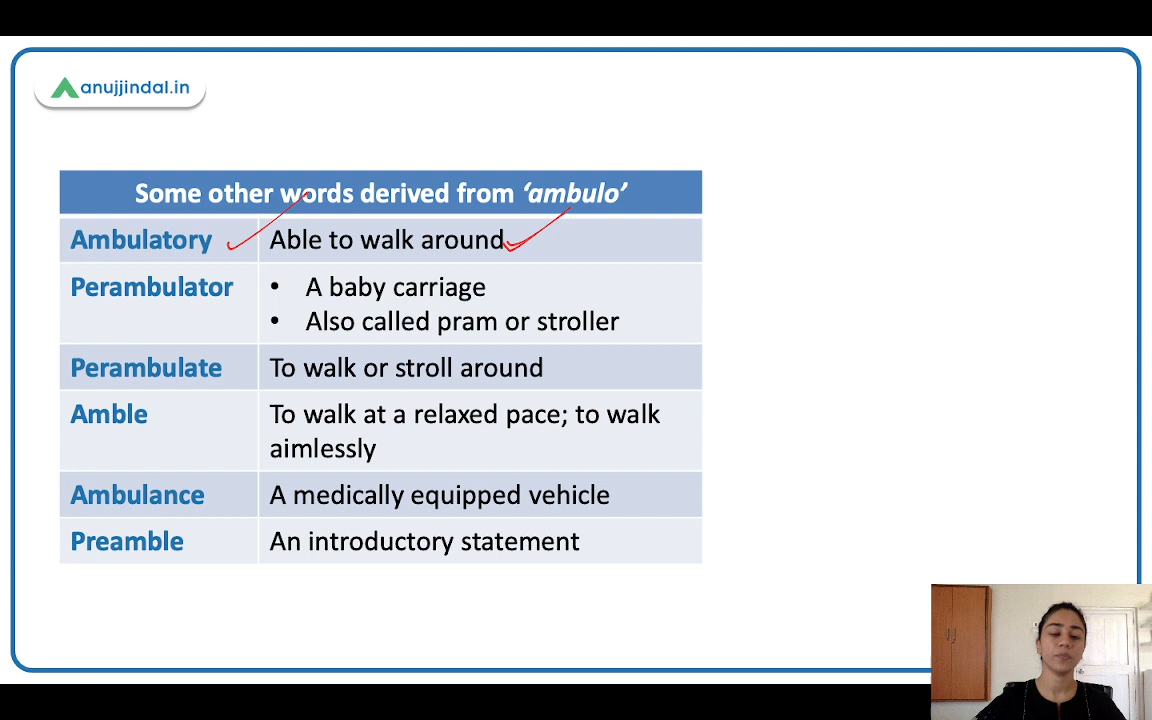 anujjindal.in
Some other words derived from ‘ambulo’
Ambulatory
Able to walk around
Perambulator
• A baby carriage
• Also called pram or stroller
Perambulate
To walk or stroll around
Amble
To walk at a relaxed pace; to walk
aimlessly
Ambulance
A medically equipped vehicle
Preamble
An introductory statement